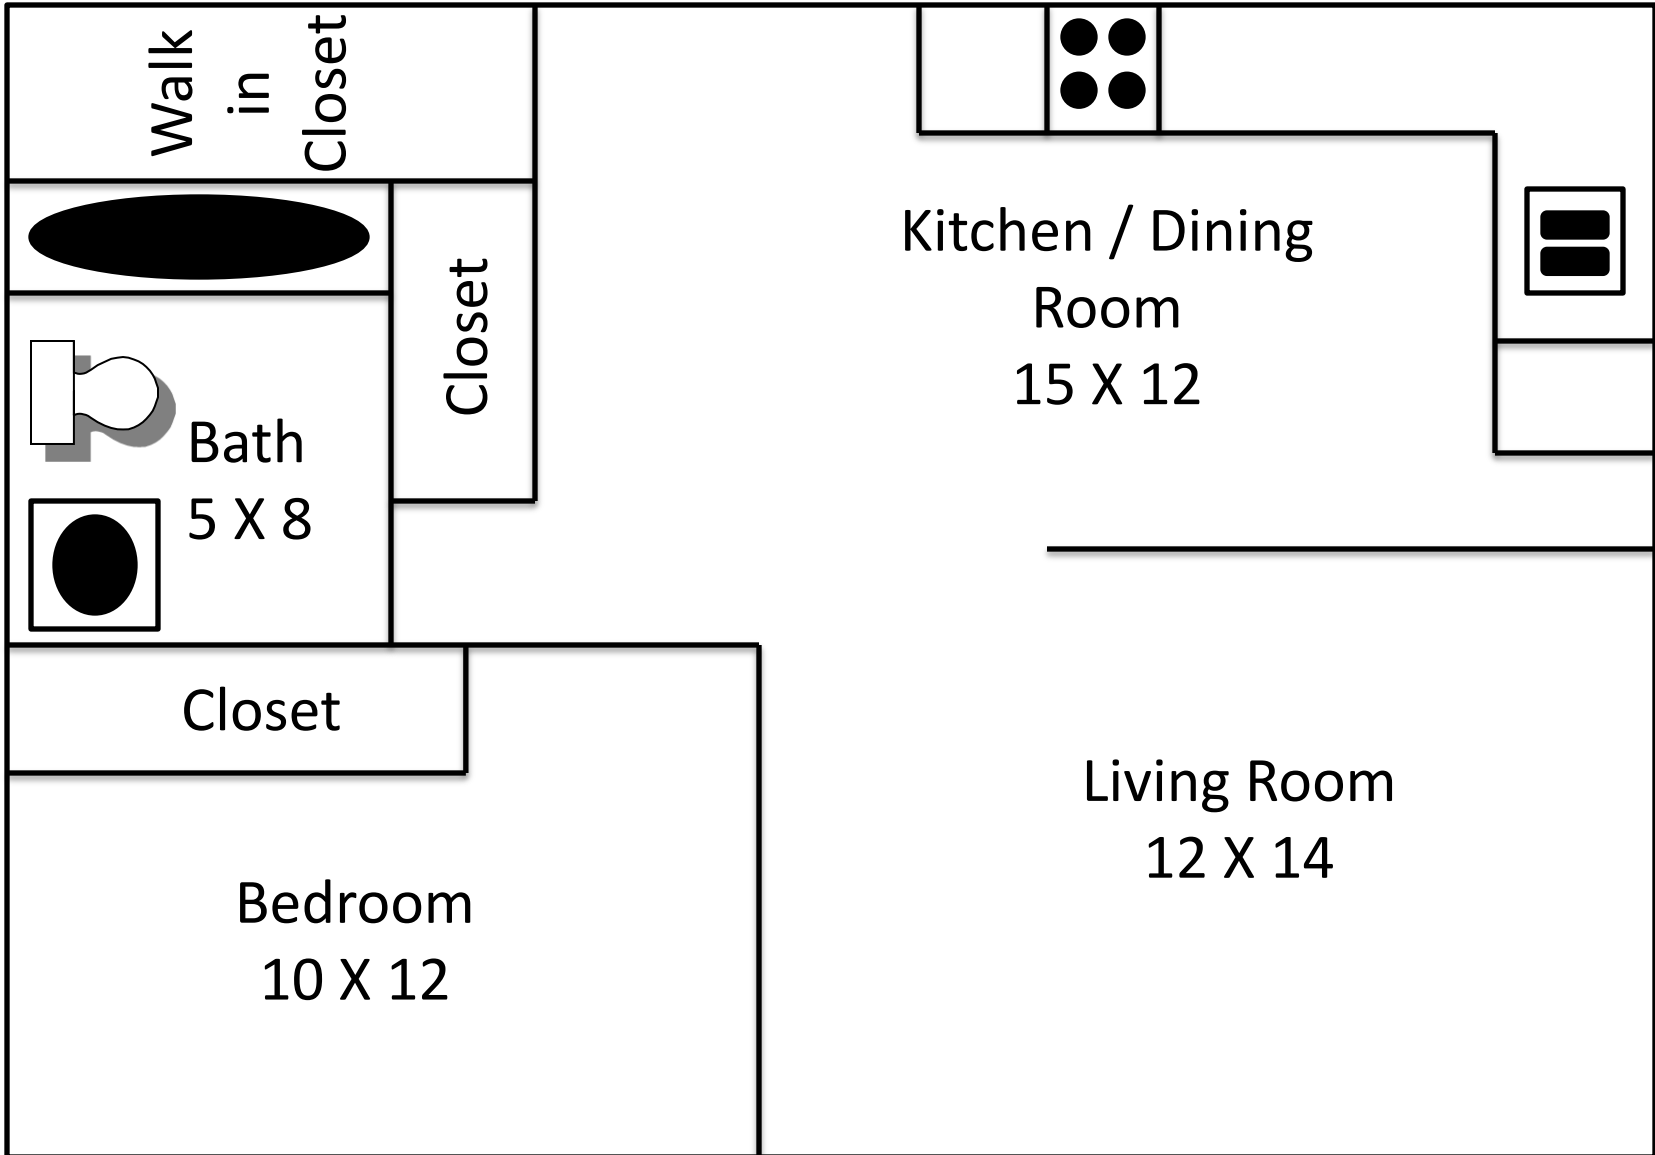 Walk
in
Closet
Closet
Kitchen / Dining
Room
15 X 12
Bath
5 X 8
Closet
Living Room
12 X 14
Bedroom
10 X 12